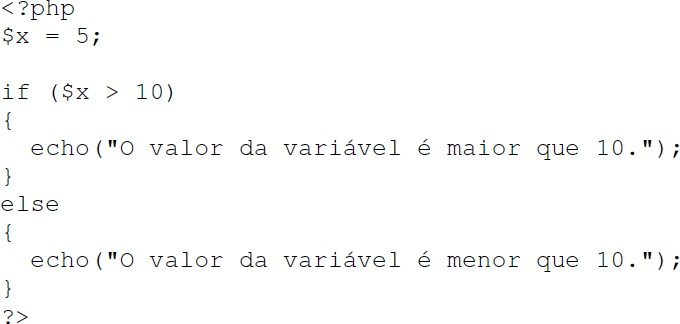 <?php
$x = 5;

if ($x > 10)
{
  echo("O valor da variável é maior que 10.");
}
else
{
  echo("O valor da variável é menor que 10.");
}
?>